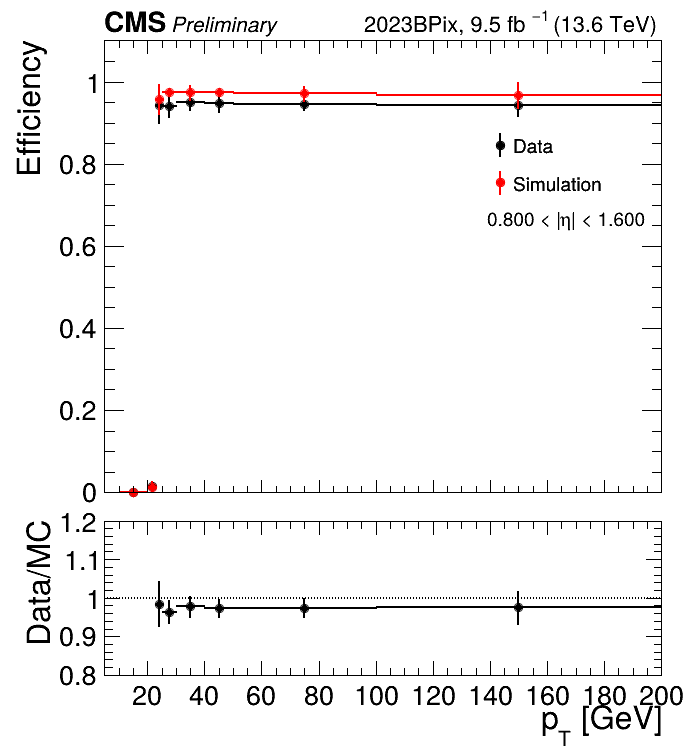 CMS Preliminary 2023BPix, 9.5 fb⁻¹ (13.6 TeV)
Efficiency
1
0.8
0.6
0.4
0.2
0
Data
Simulation
0.800 < |η| < 1.600
Data/MC
1.2
1.1
1
0.9
0.8
20 40 60 80 100 120 140 160 180 200
p_T [GeV]